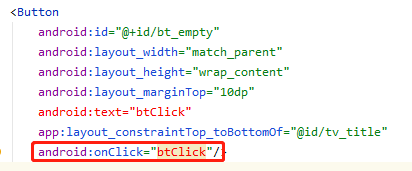 <Button
android:id="@+id/bt_empty"
android:layout_width="match_parent"
android:layout_height="wrap_content"
android:layout_marginTop="10dp"
android:text="btClick"
app:layout_constraintTop_toBottomOf="@id/tv_title"
android:onClick="btClick"/>